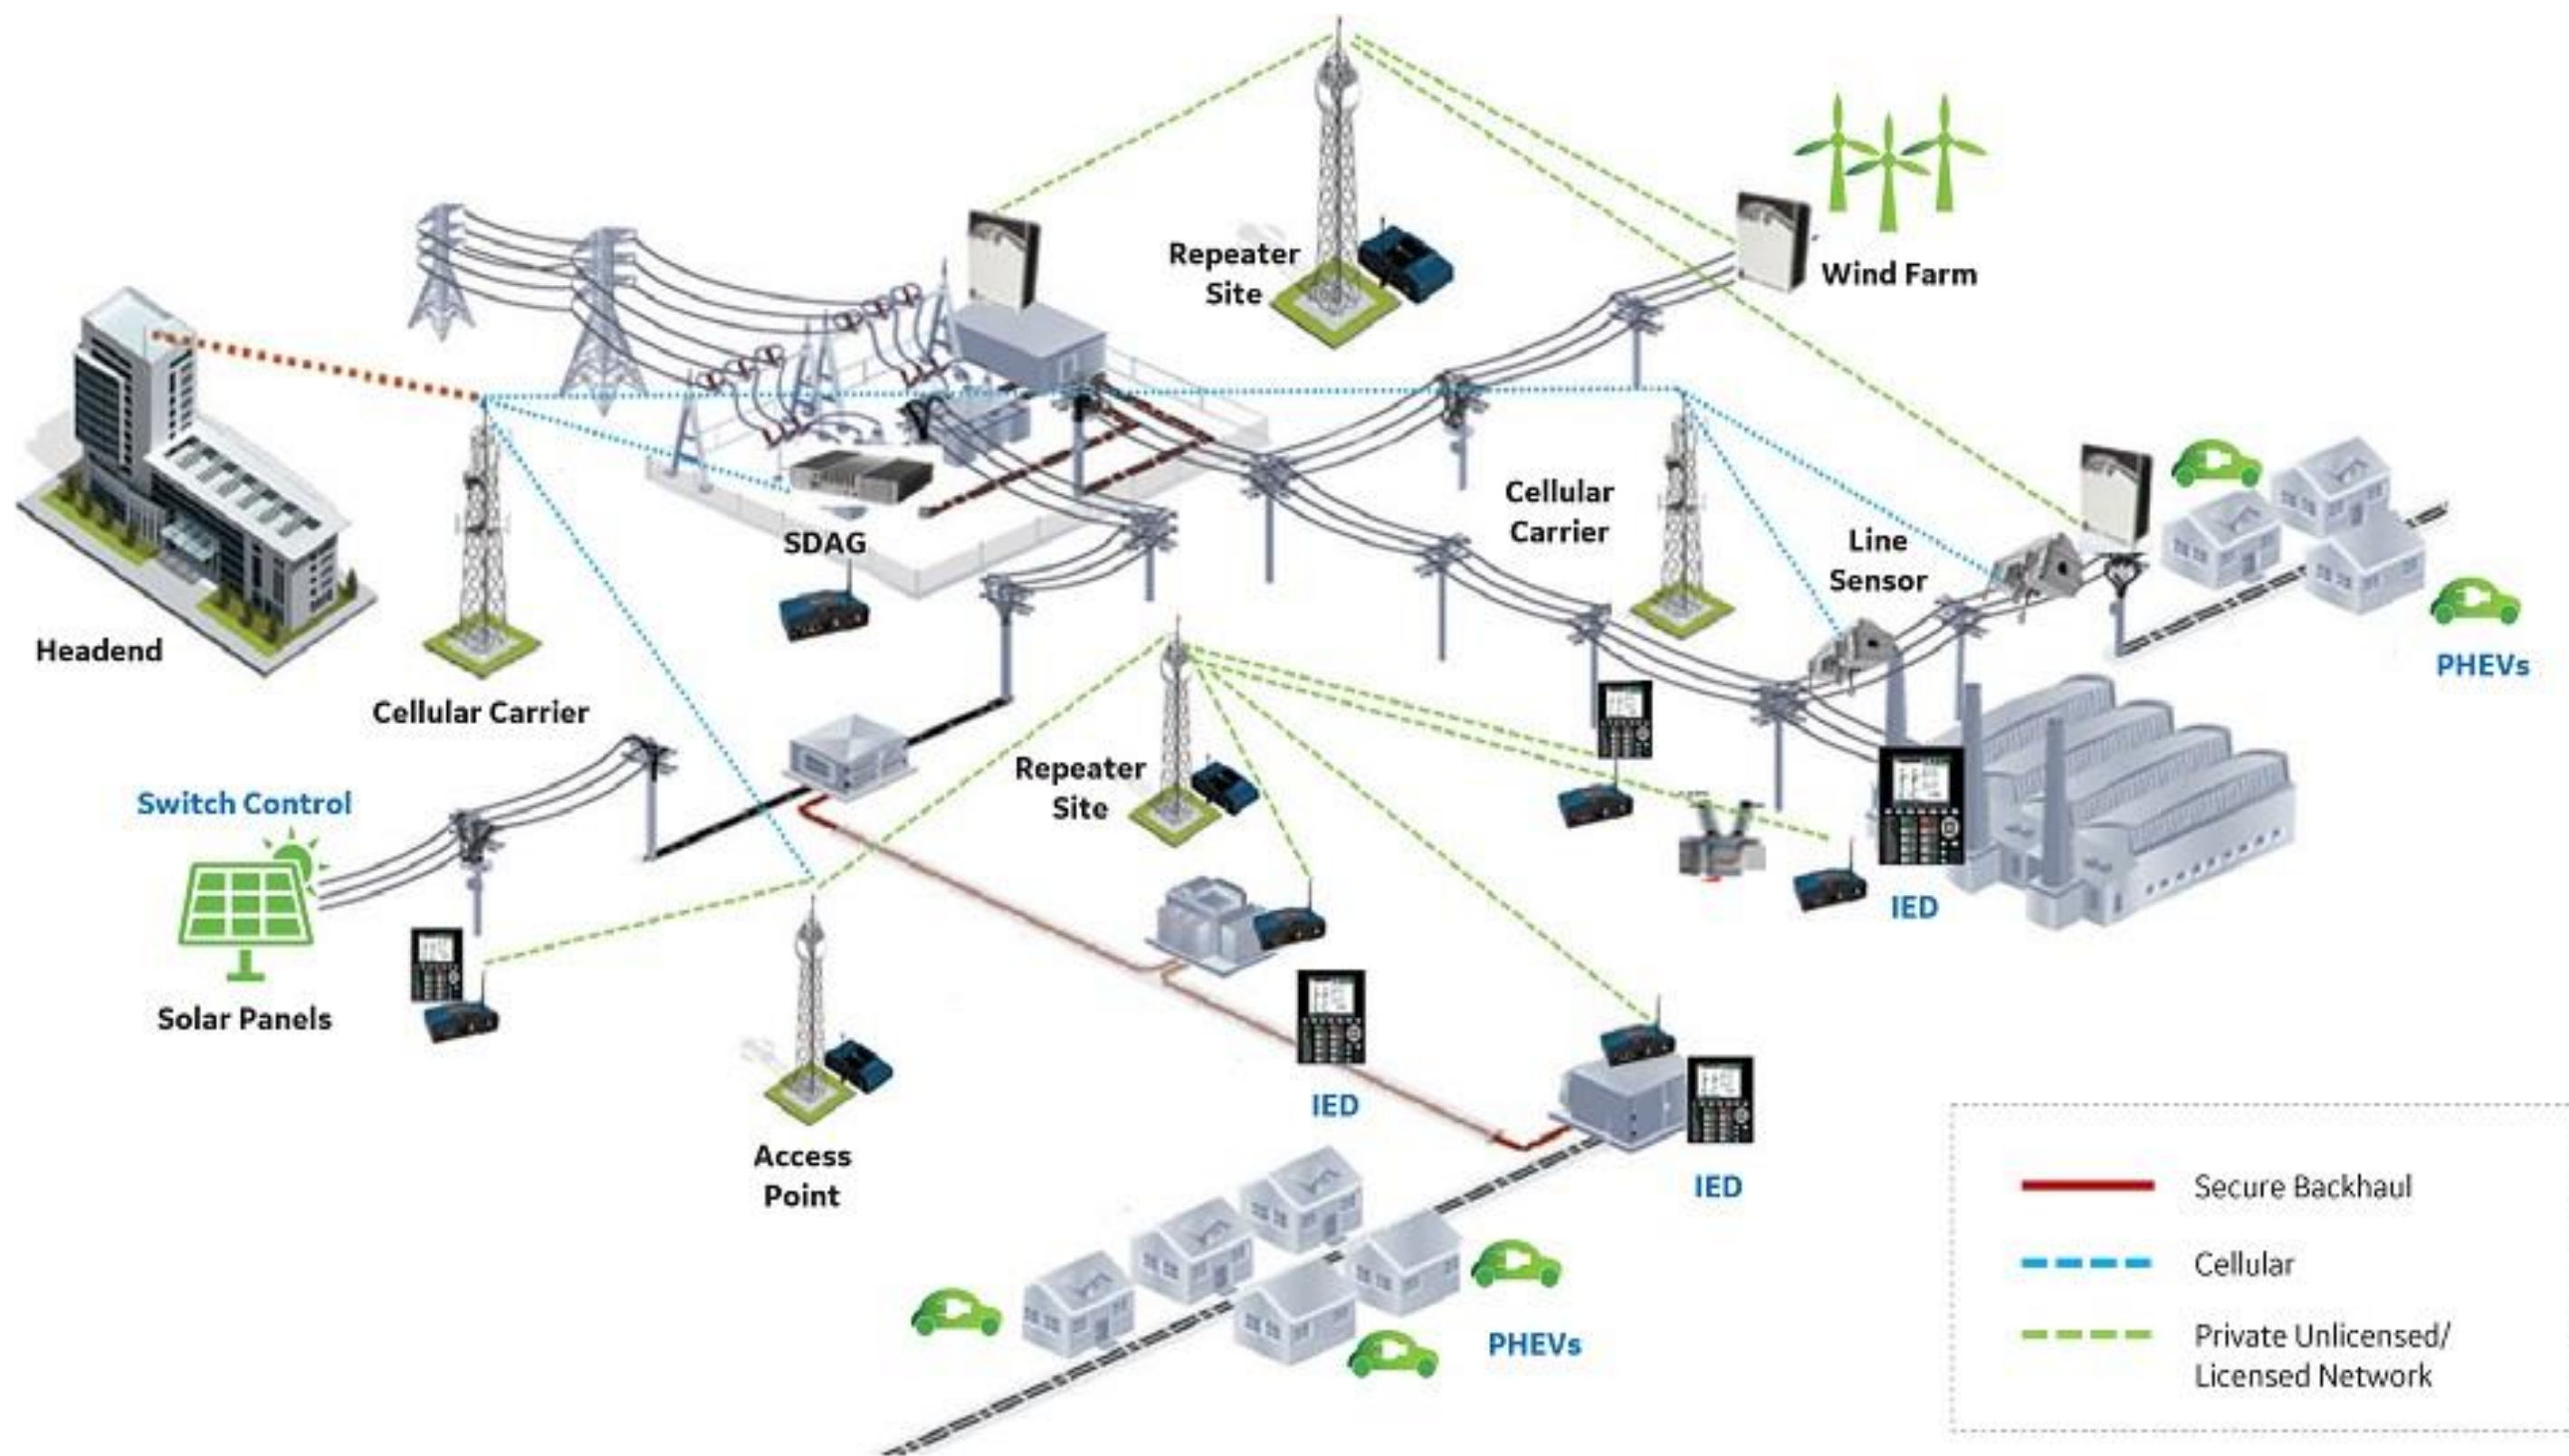 Repeater
Site
Wind Farm
Cellular
Carrier
Line
Sensor
SDAG
Headend
PHEVs
Cellular Carrier
Repeater
Site
Switch Control
IED
Solar Panels
IED
Access
Point
IED
PHEVs
Secure Backhaul
Cellular
Private Unlicensed/
Licensed Network